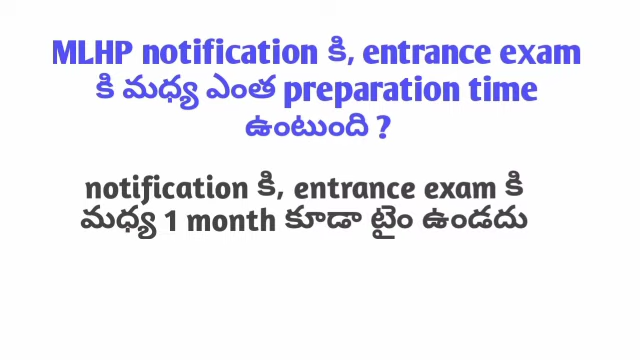 MLHP notification కి, entrance exam
కి మధ్య ఎంత preparation time
ఉంటుంది ?
notification కి, entrance exam కి
మధ్య 1 month కూడా టైం ఉండదు